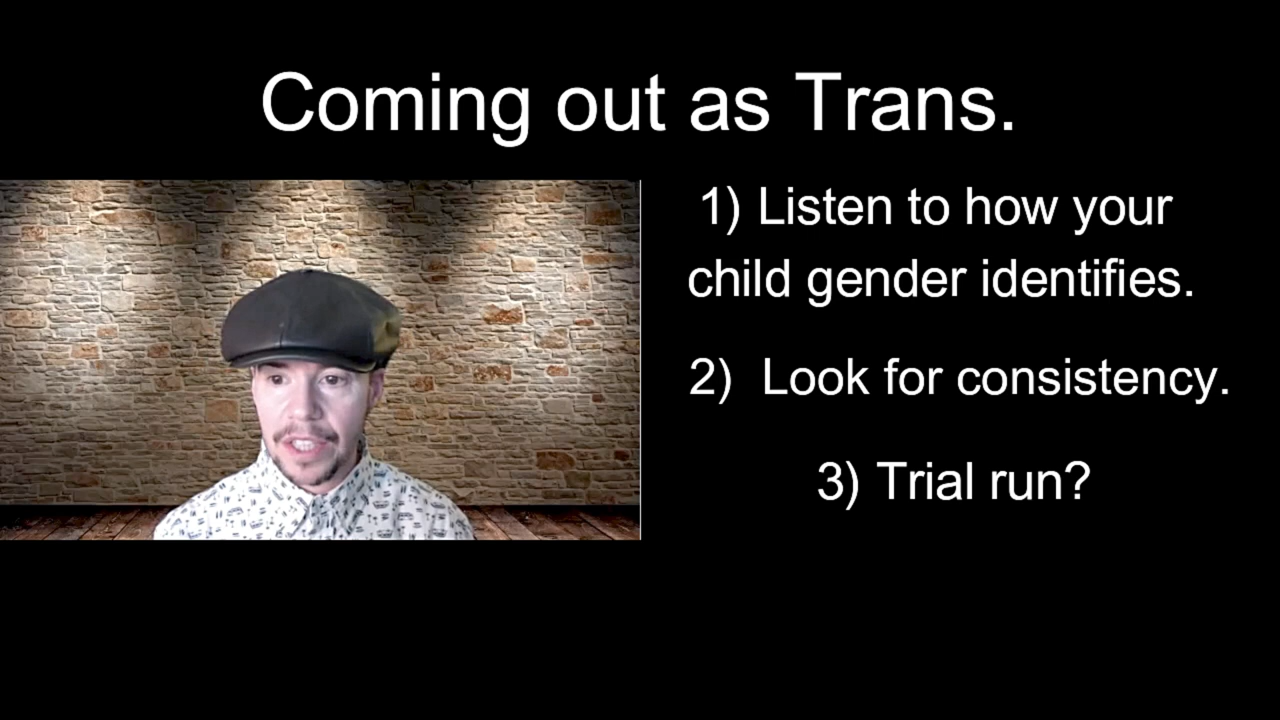 Coming out as Trans.
1) Listen to how your
child gender identifies.
2) Look for consistency.
3) Trial run?